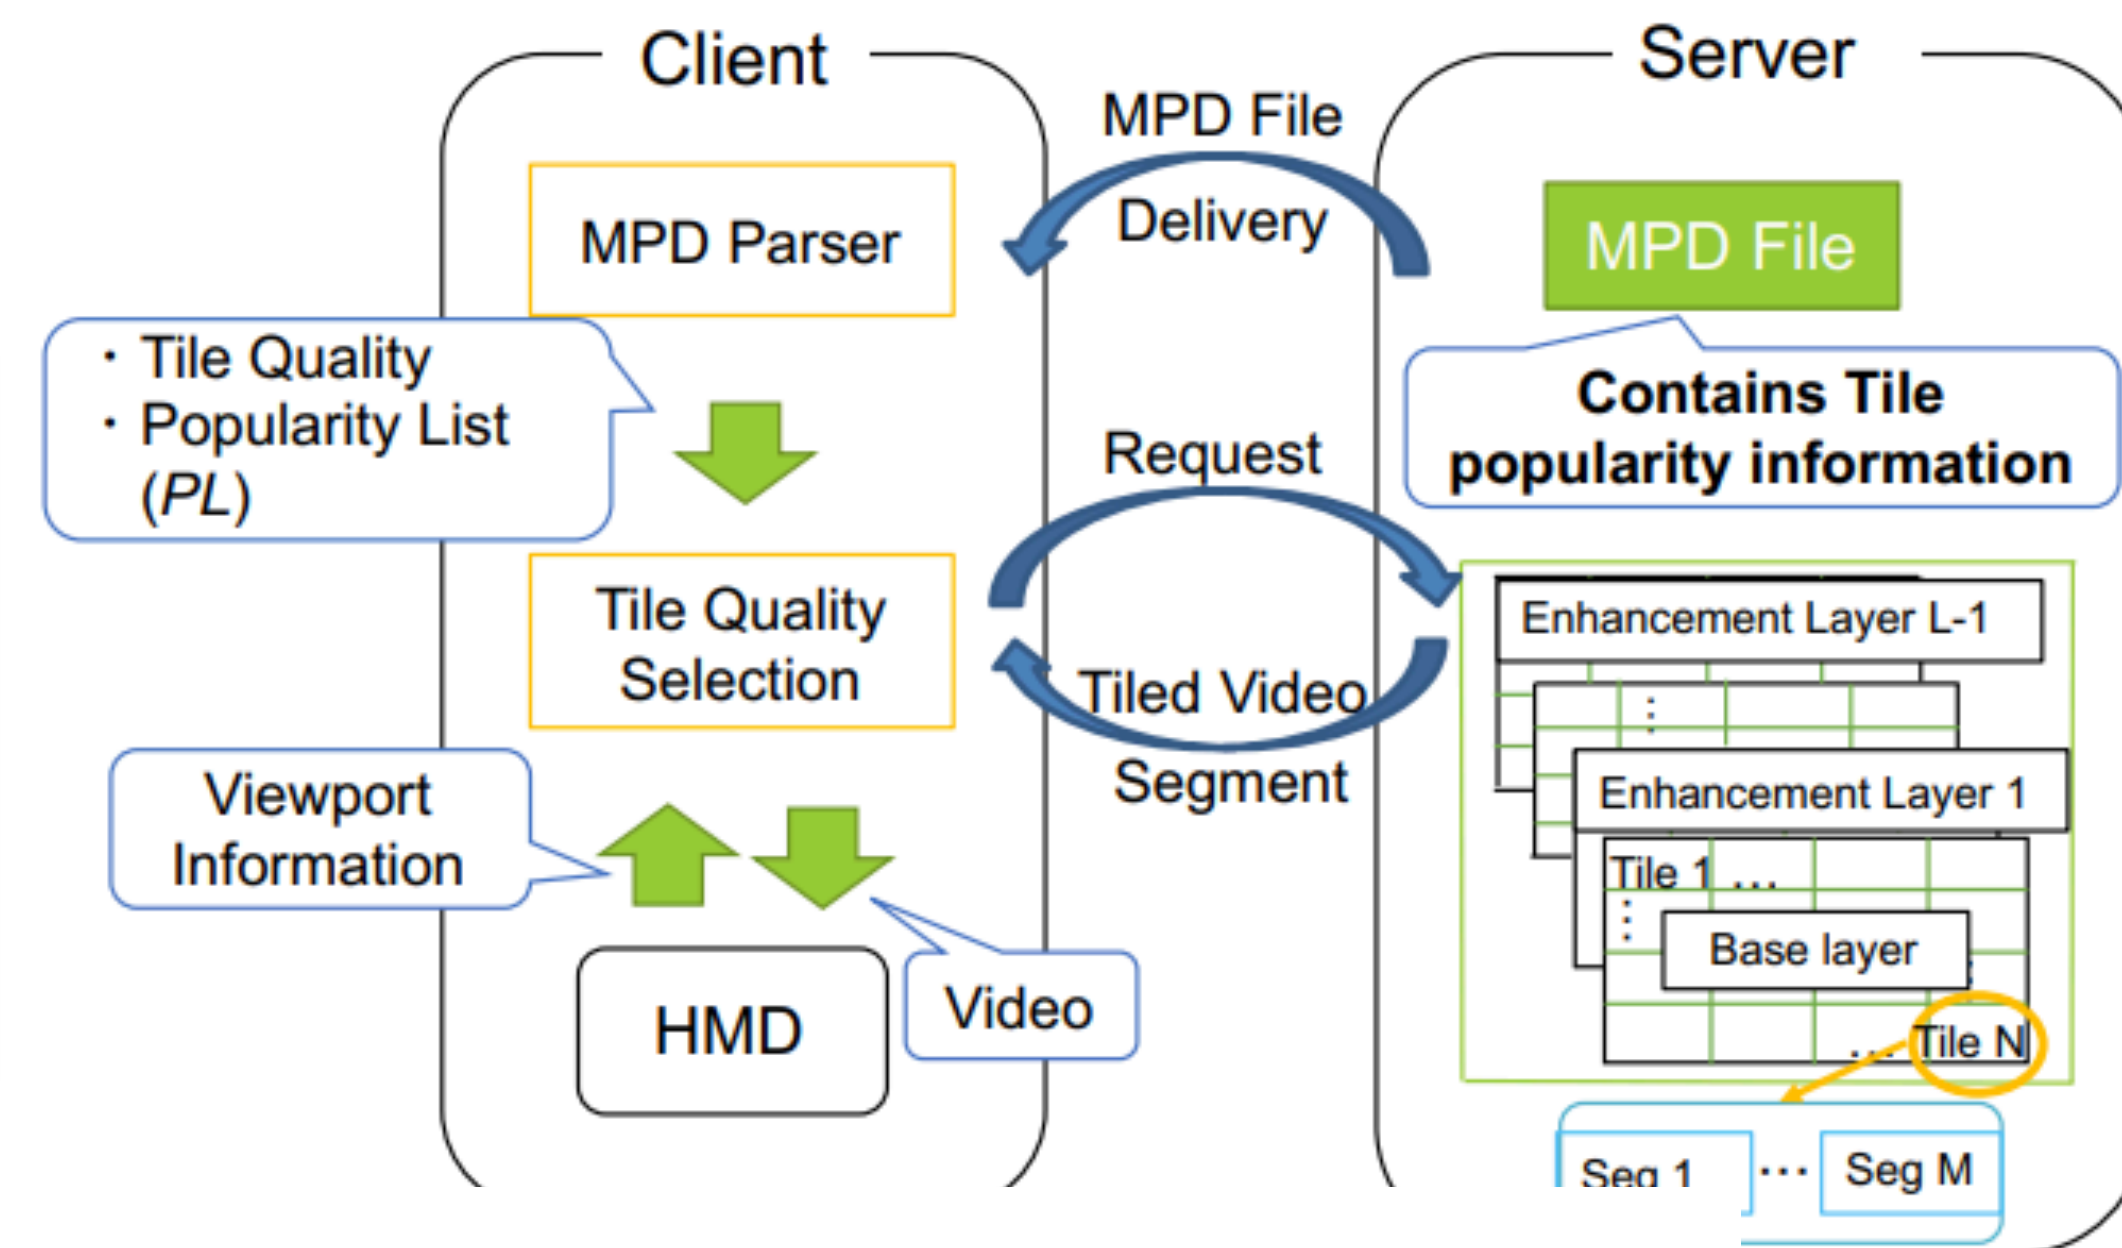 Client
MPD Parser
・Tile Quality
・Popularity List
(PL)
Tile Quality
Selection
Viewport
Information
HMD
Video
MPD File
Delivery
Request
Tiled Video
Segment
Server
MPD File
Contains Tile
popularity information
Enhancement Layer L-1
⋮
Enhancement Layer 1
Tile 1 ...
⋮
Base layer
... Tile N
Seg 1 ... Seg M